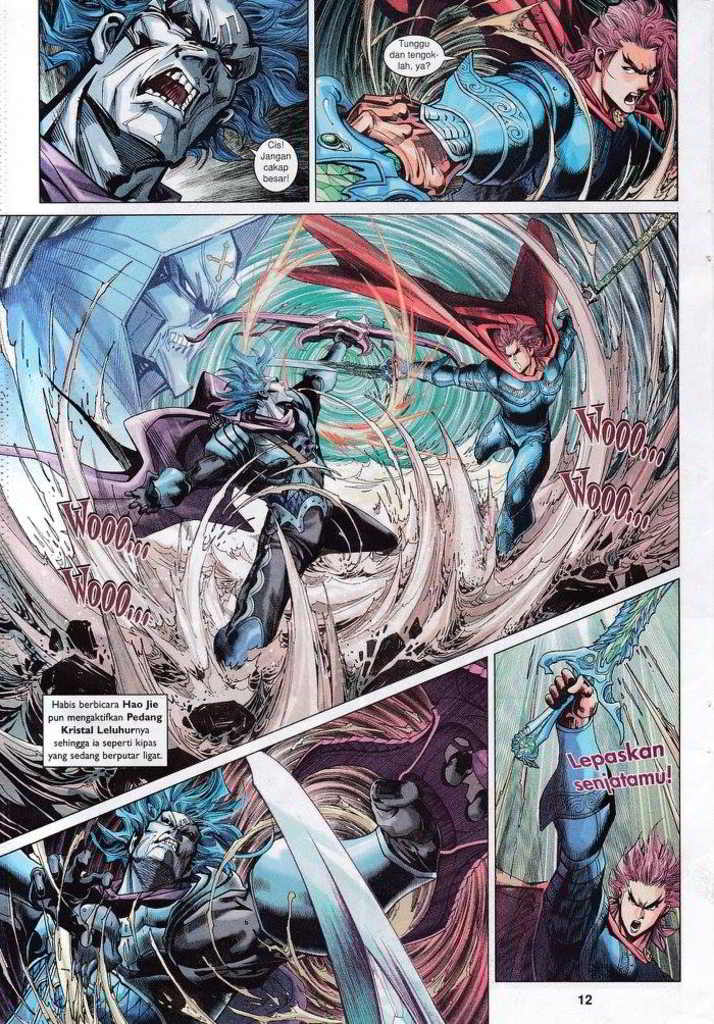 Cis!
Jangan
cakap
besar!
Tunggu
dan tengok-
lah, ya?
Wooo...
Wooo...
Wooo...
Wooo...
Habis berbicara Hao Jie
pun mengaktifkan Pedang
Kristal Leluhurnya
sehingga ia seperti kipas
yang sedang berputar ligat.
Lepaskan
senjatamu!
12